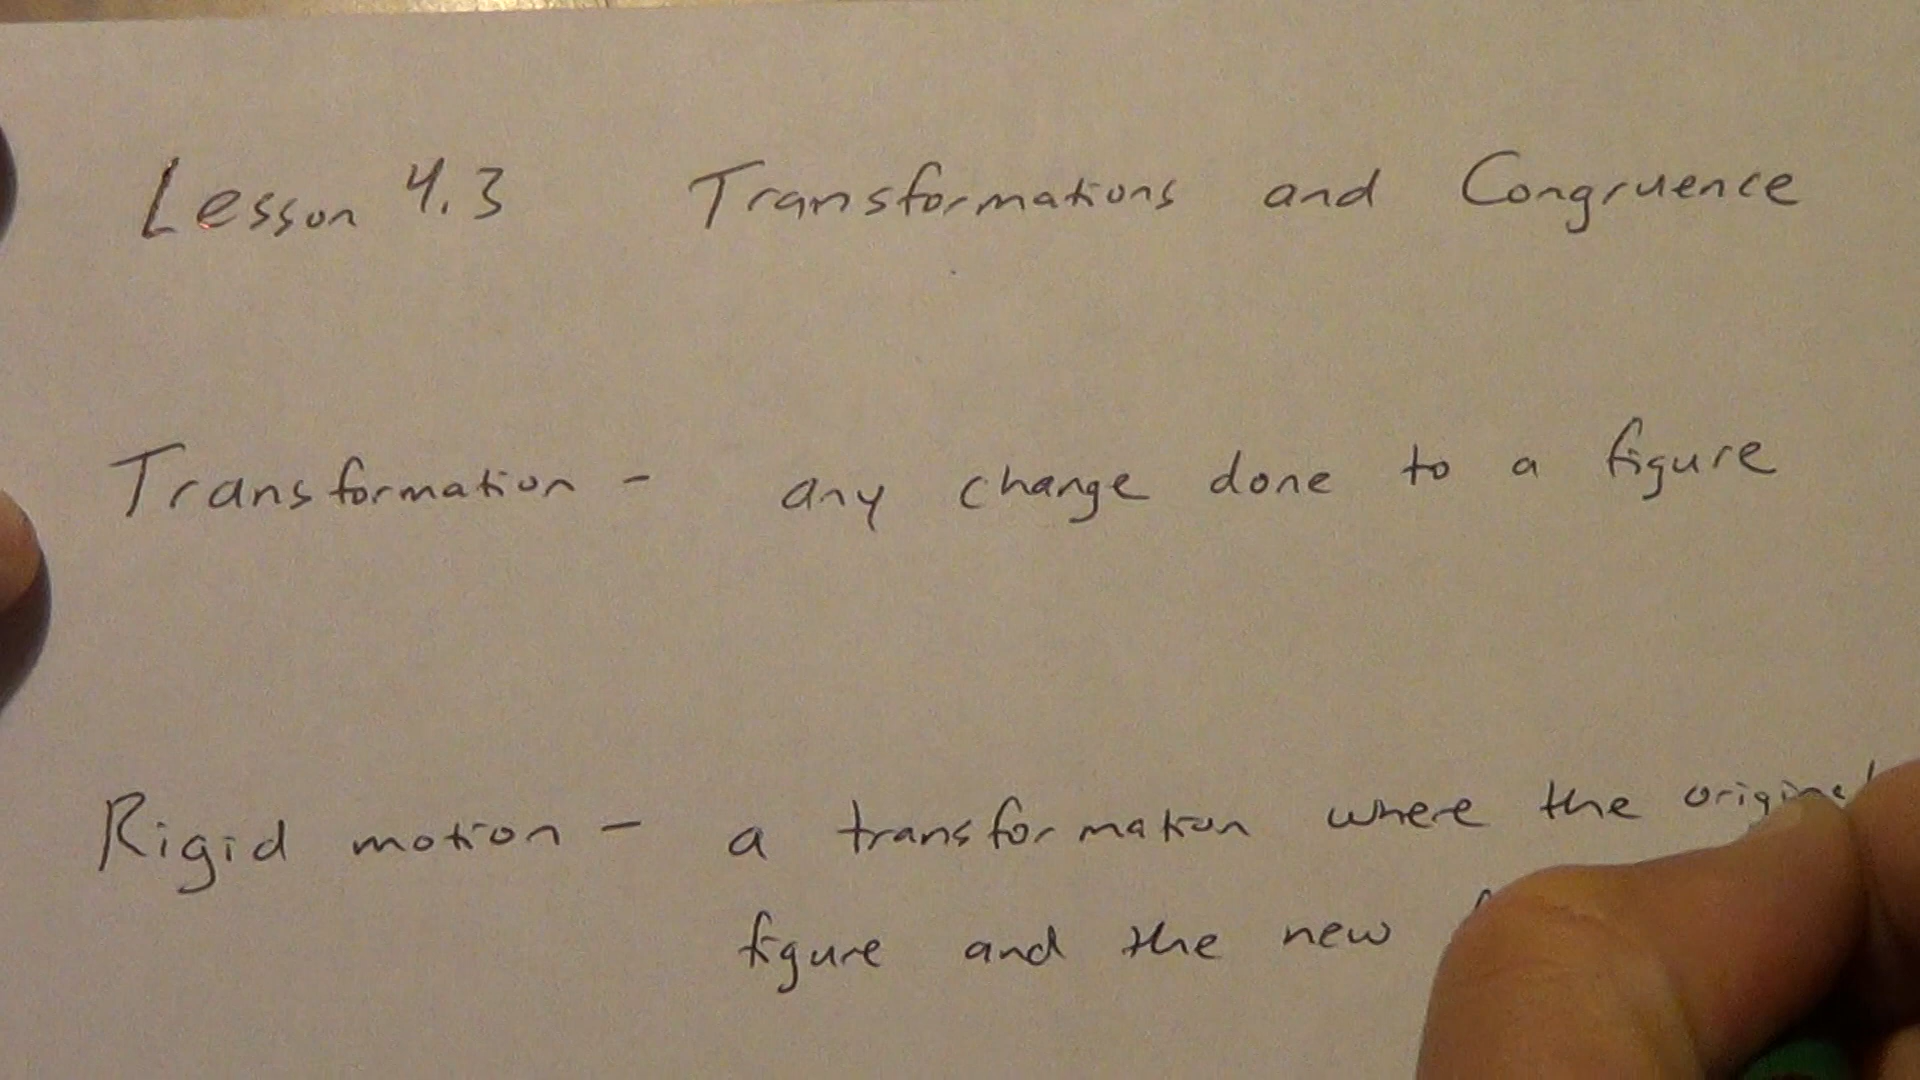 Lesson 4.3 Transformations and Congruence
Transformation - any change done to a figure
Rigid motion - a transformation where the original
figure and the new